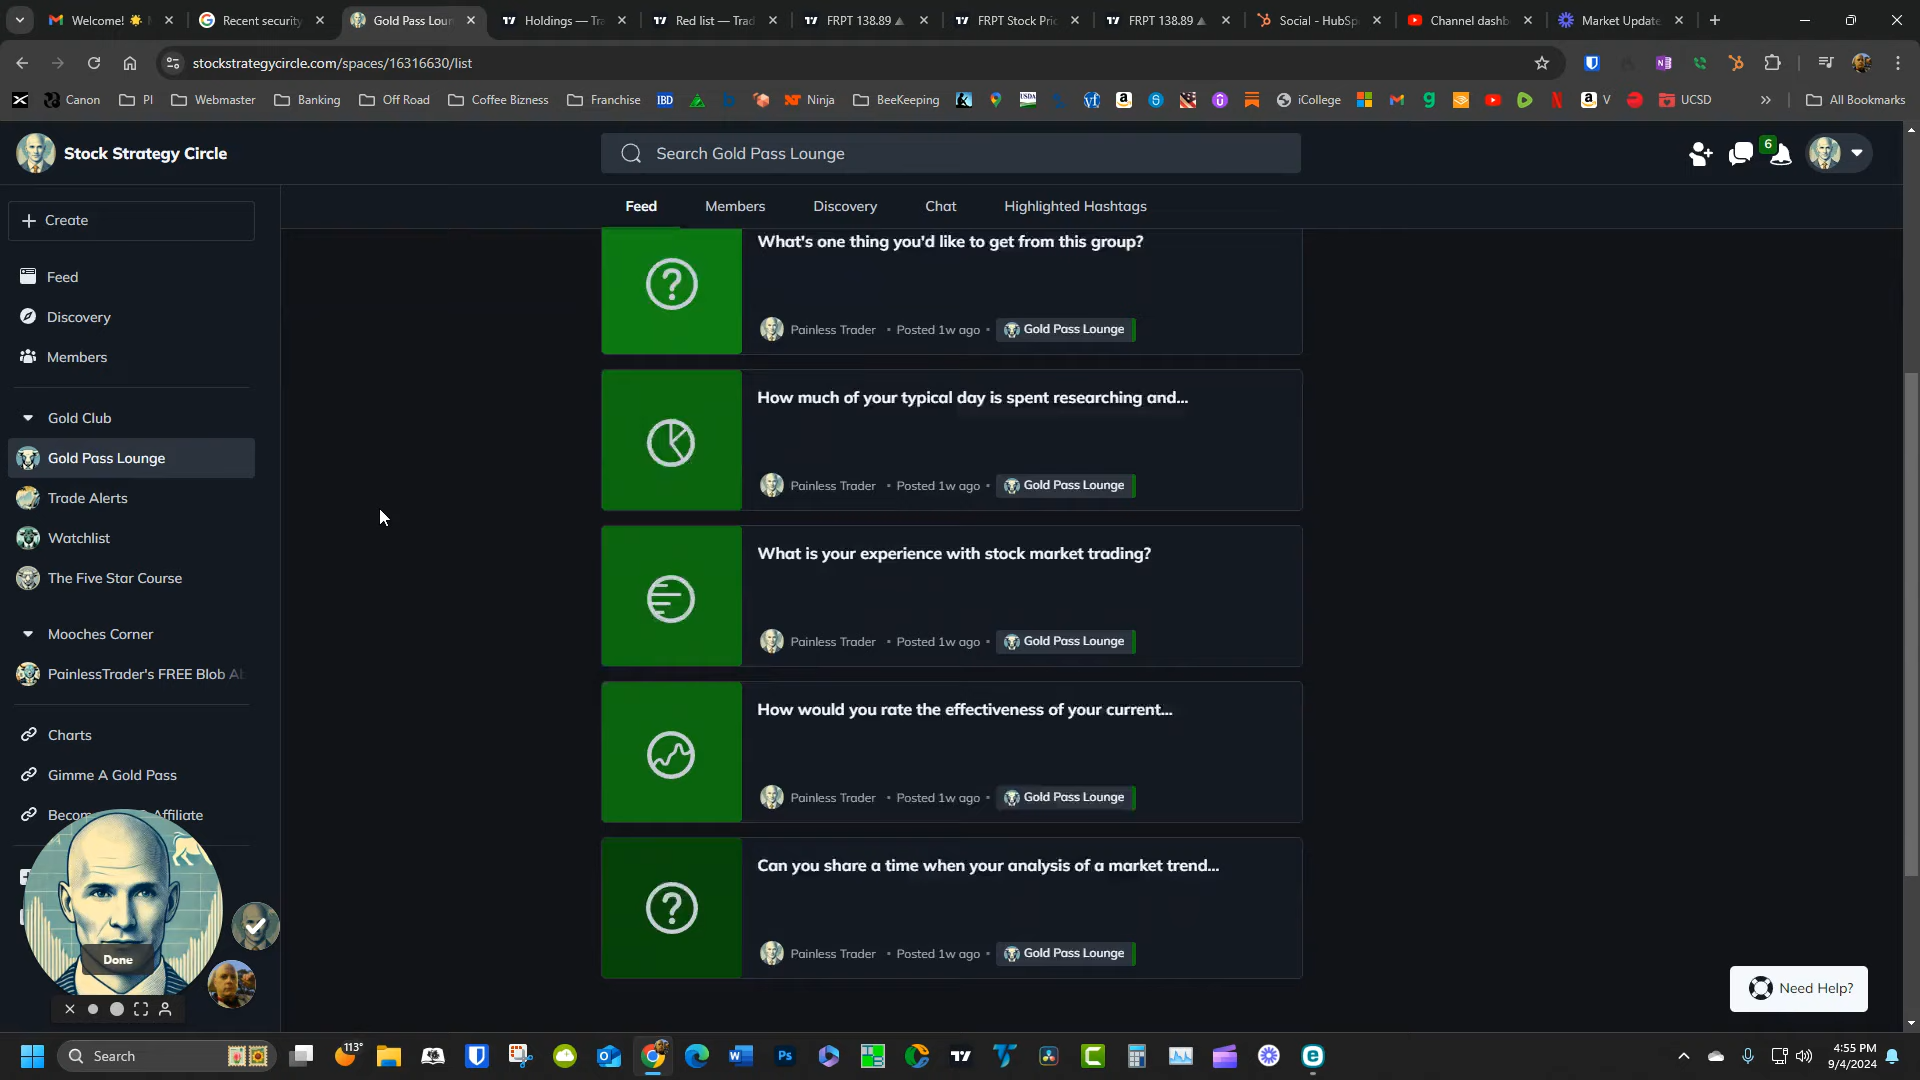 Welcome!
Recent security
Gold Pass Loun
Holdings — Tra
Red list — Trad
FRPT 138.89
FRPT Stock Pric
FRPT 138.89
Social - HubSp
Channel dashb
Market Update
stockstrategycircle.com/spaces/16316630/list
Canon
PI
Webmaster
Banking
Off Road
Coffee Bizness
Franchise
IBD
Ninja
BeeKeeping
iCollege
V
UCSD
All Bookmarks
Stock Strategy Circle
Search Gold Pass Lounge
6
Create
Feed
Members
Discovery
Chat
Highlighted Hashtags
Feed
Discovery
Members
Gold Club
Gold Pass Lounge
Trade Alerts
Watchlist
The Five Star Course
Mooches Corner
PainlessTrader's FREE Blob Ab
Charts
Gimme A Gold Pass
Becom Affiliate
Done
What's one thing you'd like to get from this group?
Painless Trader • Posted 1w ago • Gold Pass Lounge
How much of your typical day is spent researching and...
Painless Trader • Posted 1w ago • Gold Pass Lounge
What is your experience with stock market trading?
Painless Trader • Posted 1w ago • Gold Pass Lounge
How would you rate the effectiveness of your current...
Painless Trader • Posted 1w ago • Gold Pass Lounge
Can you share a time when your analysis of a market trend...
Painless Trader • Posted 1w ago • Gold Pass Lounge
Need Help?
Search
113°
4:55 PM
9/4/2024